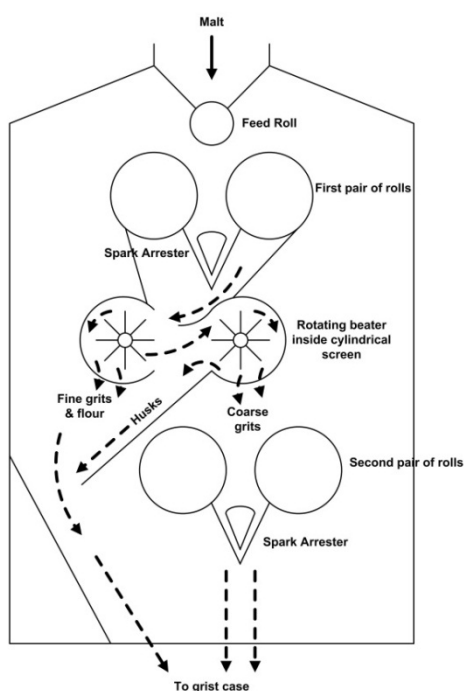 Malt
Feed Roll
First pair of rolls
Spark Arrester
Rotating beater
inside cylindrical
screen
Fine grits
& flour
Husks
Coarse
grits
Second pair of rolls
Spark Arrester
To grist case